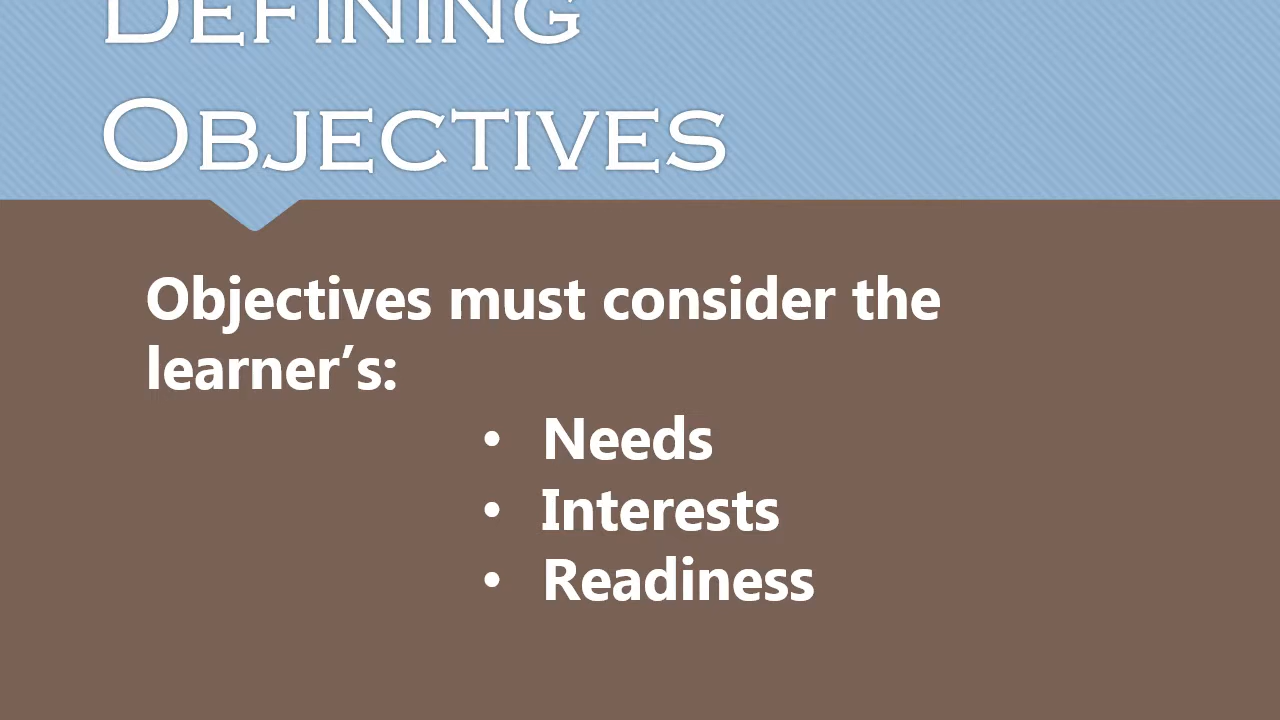 Defining
Objectives
Objectives must consider the
learner’s:
• Needs
• Interests
• Readiness